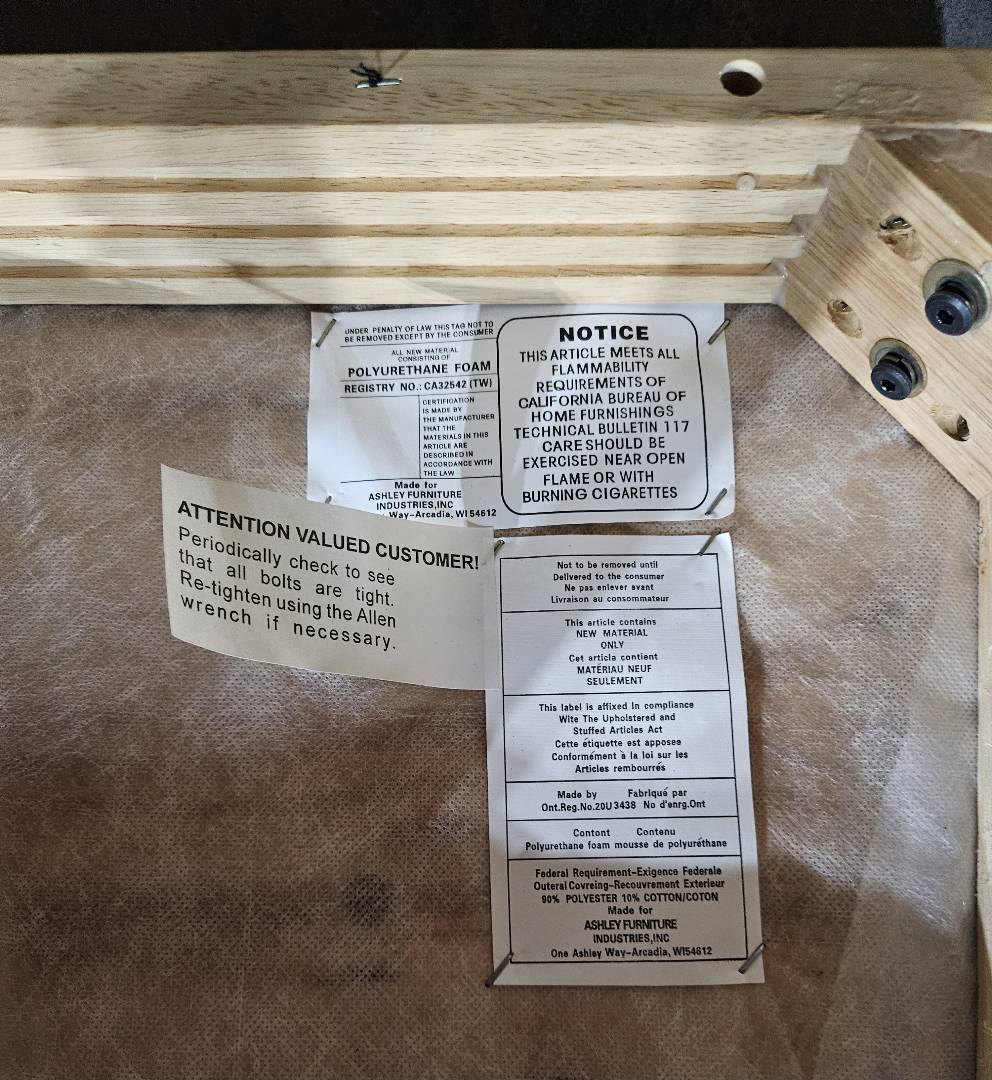 UNDER PENALTY OF LAW THIS TAG NOT TO
BE REMOVED EXCEPT BY THE CONSUMER
ALL NEW MATERIAL
CONSISTING OF
POLYURETHANE FOAM
REGISTRY NO.: CA32542 (TW)
CERTIFICATION
IS MADE BY
THE MANUFACTURER
THAT THE
MATERIALS IN THIS
ARTICLE ARE
DESCRIBED IN
ACCORDANCE WITH
THE LAW
Made for
ASHLEY FURNITURE
INDUSTRIES,INC
Way-Arcadia, WI 54612
NOTICE
THIS ARTICLE MEETS ALL
FLAMMABILITY
REQUIREMENTS OF
CALIFORNIA BUREAU OF
HOME FURNISHINGS
TECHNICAL BULLETIN 117
CARE SHOULD BE
EXERCISED NEAR OPEN
FLAME OR WITH
BURNING CIGARETTES
ATTENTION VALUED CUSTOMER!
Periodically check to see
that all bolts are tight.
Re-tighten using the Allen
wrench if necessary.
Not to be removed until
Delivered to the consumer
Ne pas enlever avant
Livraison au consommateur
This article contains
NEW MATERIAL
ONLY
Cet article contient
MATÉRIAU NEUF
SEULEMENT
This label is affixed in compliance
Wite The Upholstered and
Stuffed Articles Act
Cette étiquette est apposee
Conformément à la loi sur les
Articles rembourrés
Made by Fabriqué par
Ont.Reg.No.20U3438 No d'enrg.Ont
Contont Contenu
Polyurethane foam mousse de polyuréthane
Federal Requirement-Exigence Federale
Outeral Covreing-Recouvrement Exterieur
90% POLYESTER 10% COTTON/COTON
Made for
ASHLEY FURNITURE
INDUSTRIES,INC
One Ashley Way-Arcadia, WI54612